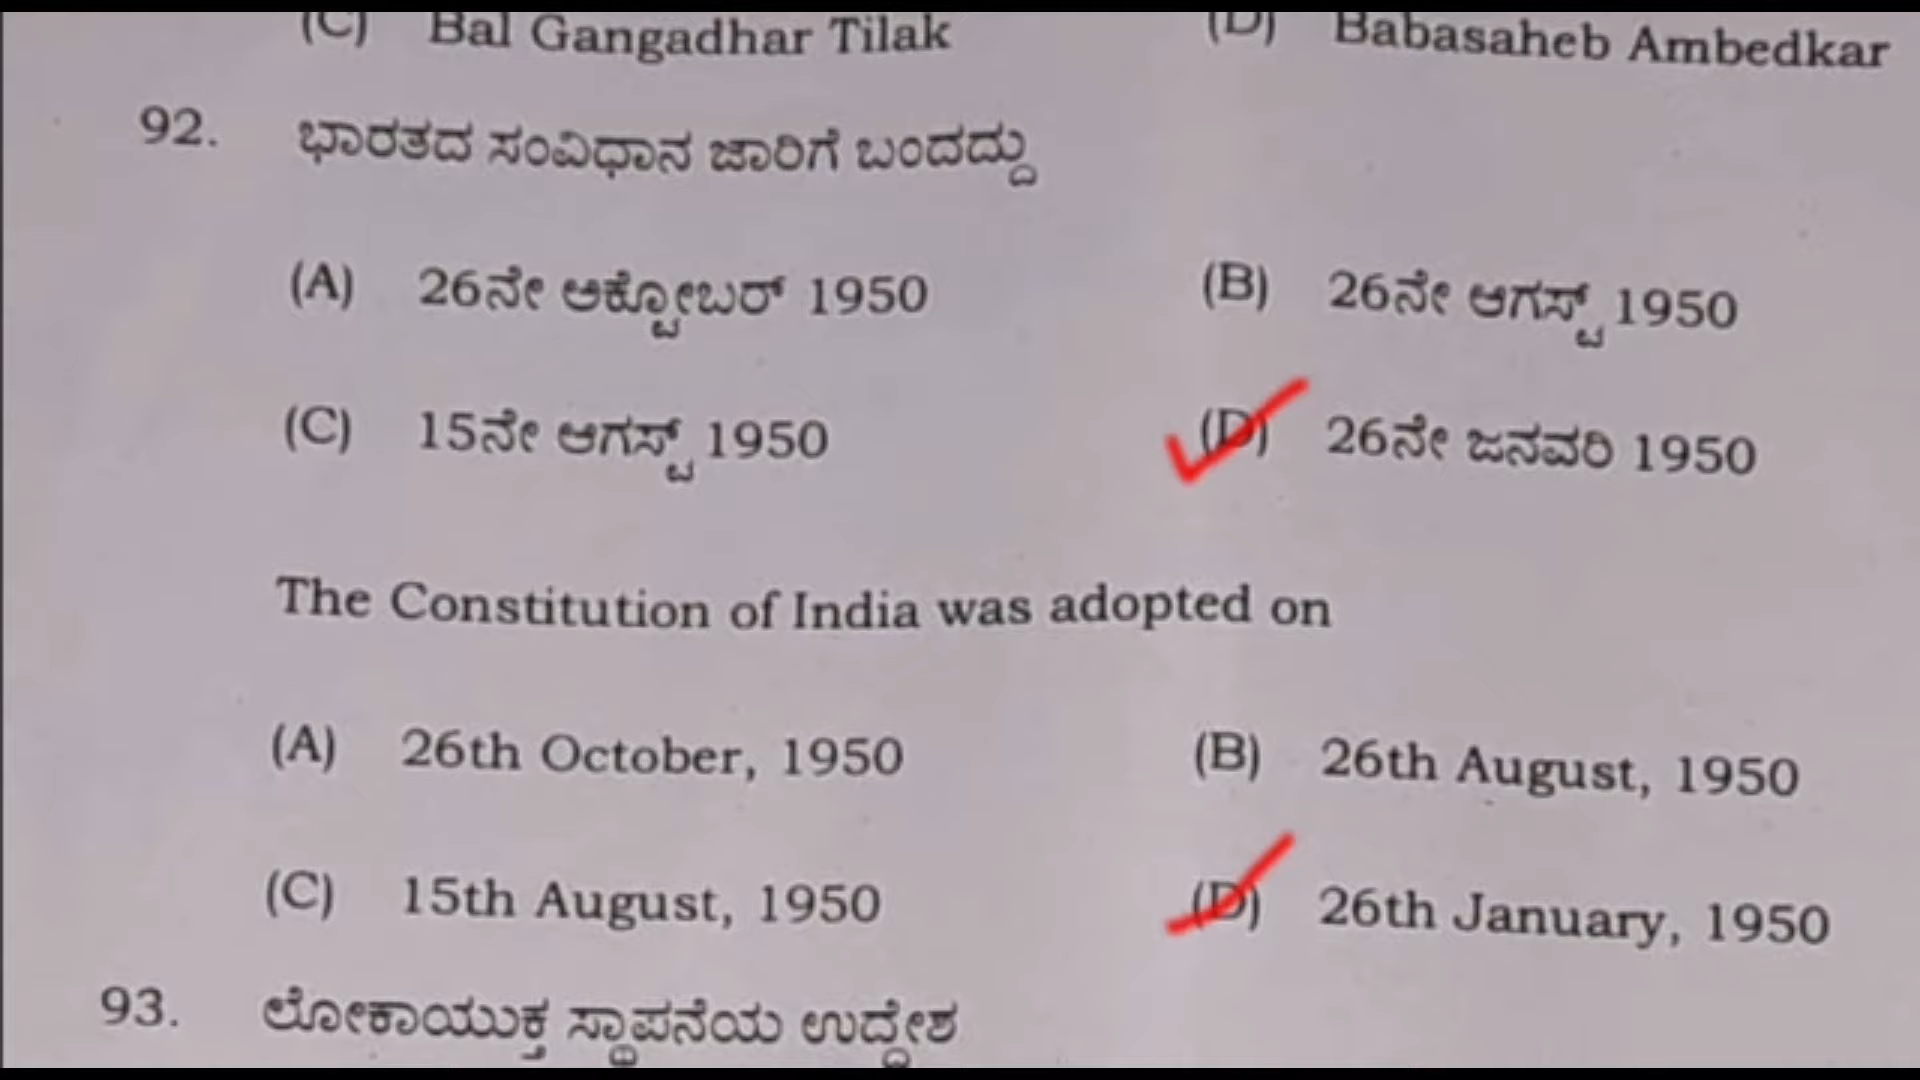 (C) Bal Gangadhar Tilak (D) Babasaheb Ambedkar
92. ಭಾರತದ ಸಂವಿಧಾನ ಜಾರಿಗೆ ಬಂದದ್ದು
(A) 26ನೇ ಆಕ್ಟೋಬರ್ 1950 (B) 26ನೇ ಆಗಸ್ಟ್ 1950
(C) 15ನೇ ಆಗಸ್ಟ್ 1950 (D) 26ನೇ ಜನವರಿ 1950
The Constitution of India was adopted on
(A) 26th October, 1950 (B) 26th August, 1950
(C) 15th August, 1950 (D) 26th January, 1950
93. ಲೋಕಾಯುಕ್ತ ಸ್ಥಾಪನೆಯ ಉದ್ದೇಶ